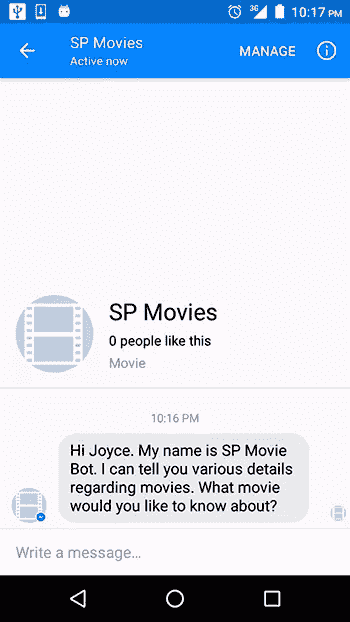 3G 10:17 PM
SP Movies
Active now
MANAGE
SP Movies
0 people like this
Movie
10:16 PM
Hi Joyce. My name is SP Movie
Bot. I can tell you various details
regarding movies. What movie
would you like to know about?
Write a message...